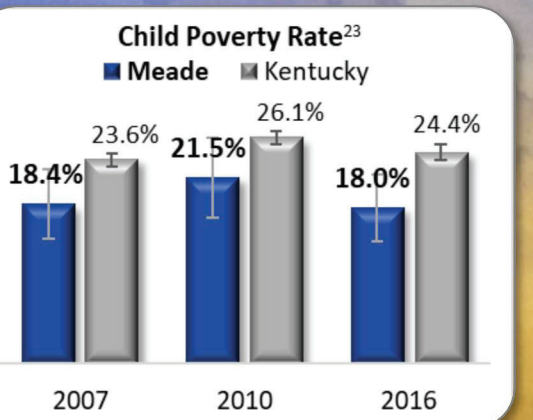 Child Poverty Rate23
Meade Kentucky
18.4% 23.6% 21.5% 26.1% 18.0% 24.4%
2007 2010 2016